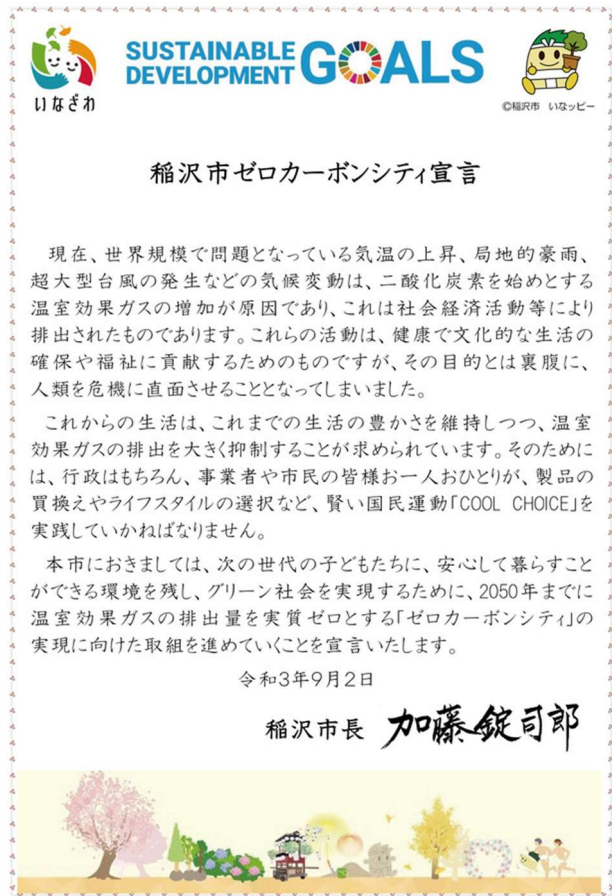 いなざわ
SUSTAINABLE
DEVELOPMENT
GOALS
©稲沢市 いなッピー
稲沢市ゼロカーボンシティ宣言
現在、世界規模で問題となっている気温の上昇、局地的豪雨、
超大型台風の発生などの気候変動は、二酸化炭素を始めとする
温室効果ガスの増加が原因であり、これは社会経済活動等により
排出されたものであります。これらの活動は、健康で文化的な生活の
確保や福祉に貢献するためのものですが、その目的とは裏腹に、
人類を危機に直面させることとなってしまいました。
これからの生活は、これまでの生活の豊かさを維持しつつ、温室
効果ガスの排出を大きく抑制することが求められています。そのために
は、行政はもちろん、事業者や市民の皆様お一人おひとりが、製品の
買換えやライフスタイルの選択など、賢い国民運動「COOL CHOICE」を
実践していかねばなりません。
本市におきましては、次の世代の子どもたちに、安心して暮らすこと
ができる環境を残し、グリーン社会を実現するために、2050年までに
温室効果ガスの排出量を実質ゼロとする「ゼロカーボンシティ」の
実現に向けた取組を進めていくことを宣言いたします。
令和3年9月2日
稲沢市長 加藤錠司郎